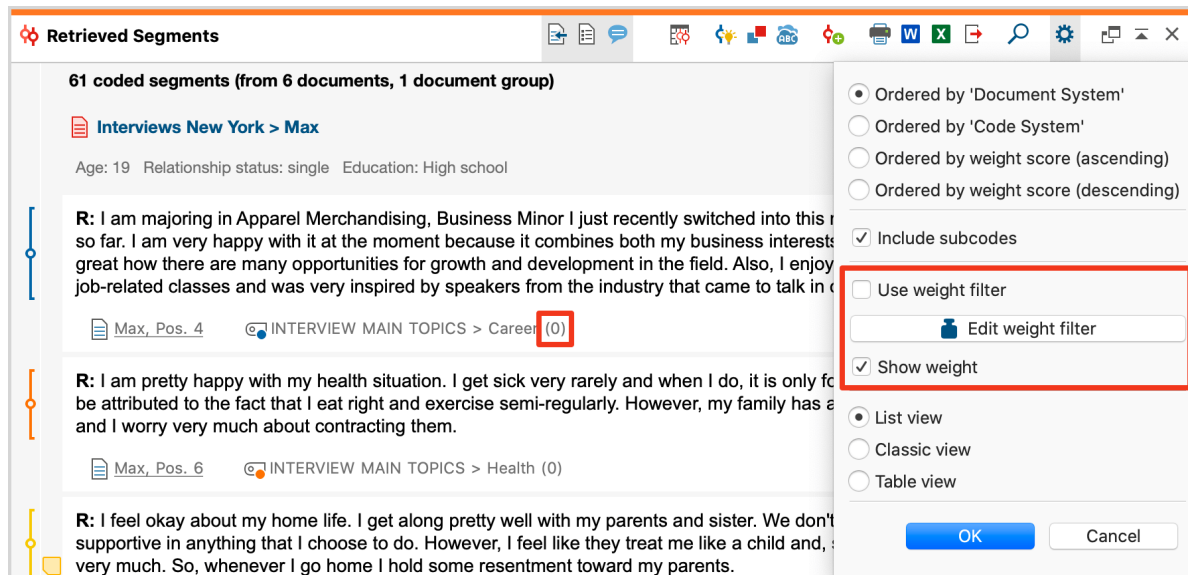 Retrieved Segments
ABC
W
X
61 coded segments (from 6 documents, 1 document group)
Interviews New York > Max
Age: 19 Relationship status: single Education: High school
R: I am majoring in Apparel Merchandising, Business Minor I just recently switched into this
so far. I am very happy with it at the moment because it combines both my business interests
great how there are many opportunities for growth and development in the field. Also, I enjoy
job-related classes and was very inspired by speakers from the industry that came to talk in
Max, Pos. 4 INTERVIEW MAIN TOPICS > Career (0)
R: I am pretty happy with my health situation. I get sick very rarely and when I do, it is only
be attributed to the fact that I eat right and exercise semi-regularly. However, my family has
and I worry very much about contracting them.
Max, Pos. 6 INTERVIEW MAIN TOPICS > Health (0)
R: I feel okay about my home life. I get along pretty well with my parents and sister. We don't
supportive in anything that I choose to do. However, I feel like they treat me like a child and,
very much. So, whenever I go home I hold some resentment toward my parents.
Ordered by 'Document System'
Ordered by 'Code System'
Ordered by weight score (ascending)
Ordered by weight score (descending)
Include subcodes
Use weight filter
Edit weight filter
Show weight
List view
Classic view
Table view
OK Cancel